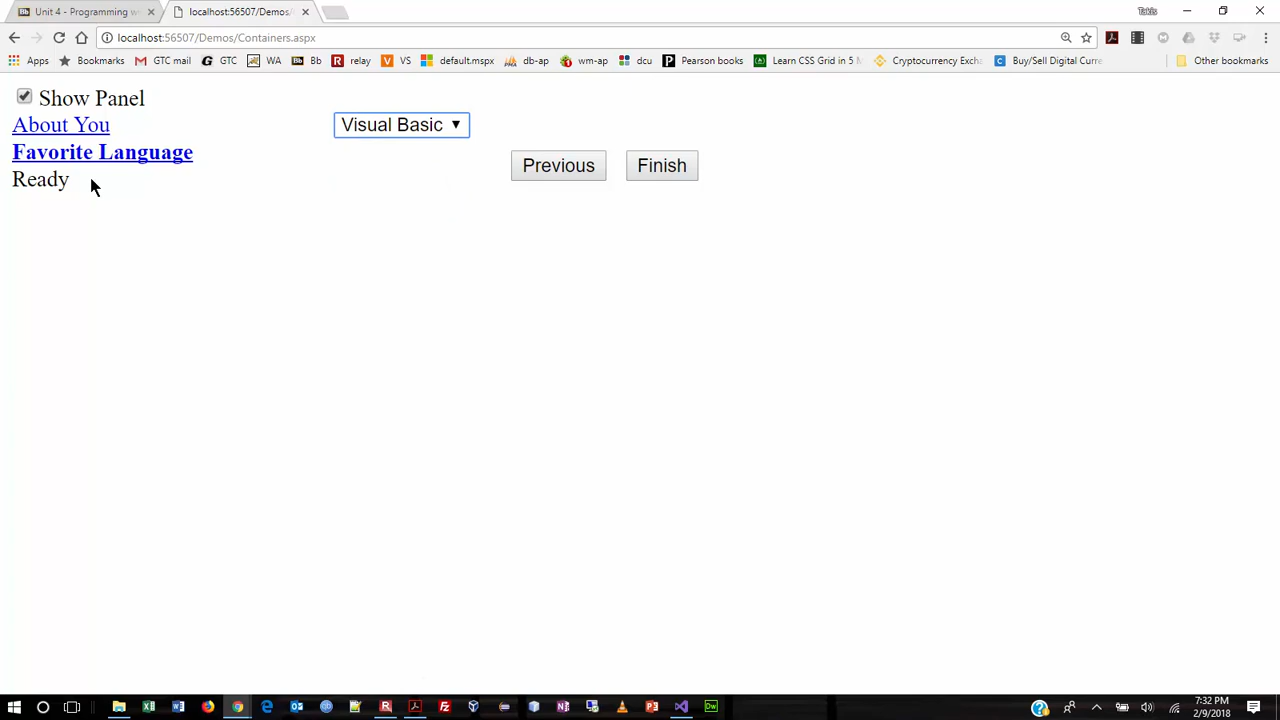 Unit 4 - Programming w
localhost:56507/Demos/
Takis
localhost:56507/Demos/Containers.aspx
Apps
Bookmarks
GTC mail
GTC
WA
Bb
relay
VS
default.mspx
db-ap
wm-ap
dcu
Pearson books
Learn CSS Grid in 5 M
Cryptocurrency Exch
Buy/Sell Digital Curre
Other bookmarks
Show Panel
About You
Visual Basic
Favorite Language
Previous
Finish
Ready
7:32 PM
2/9/2018